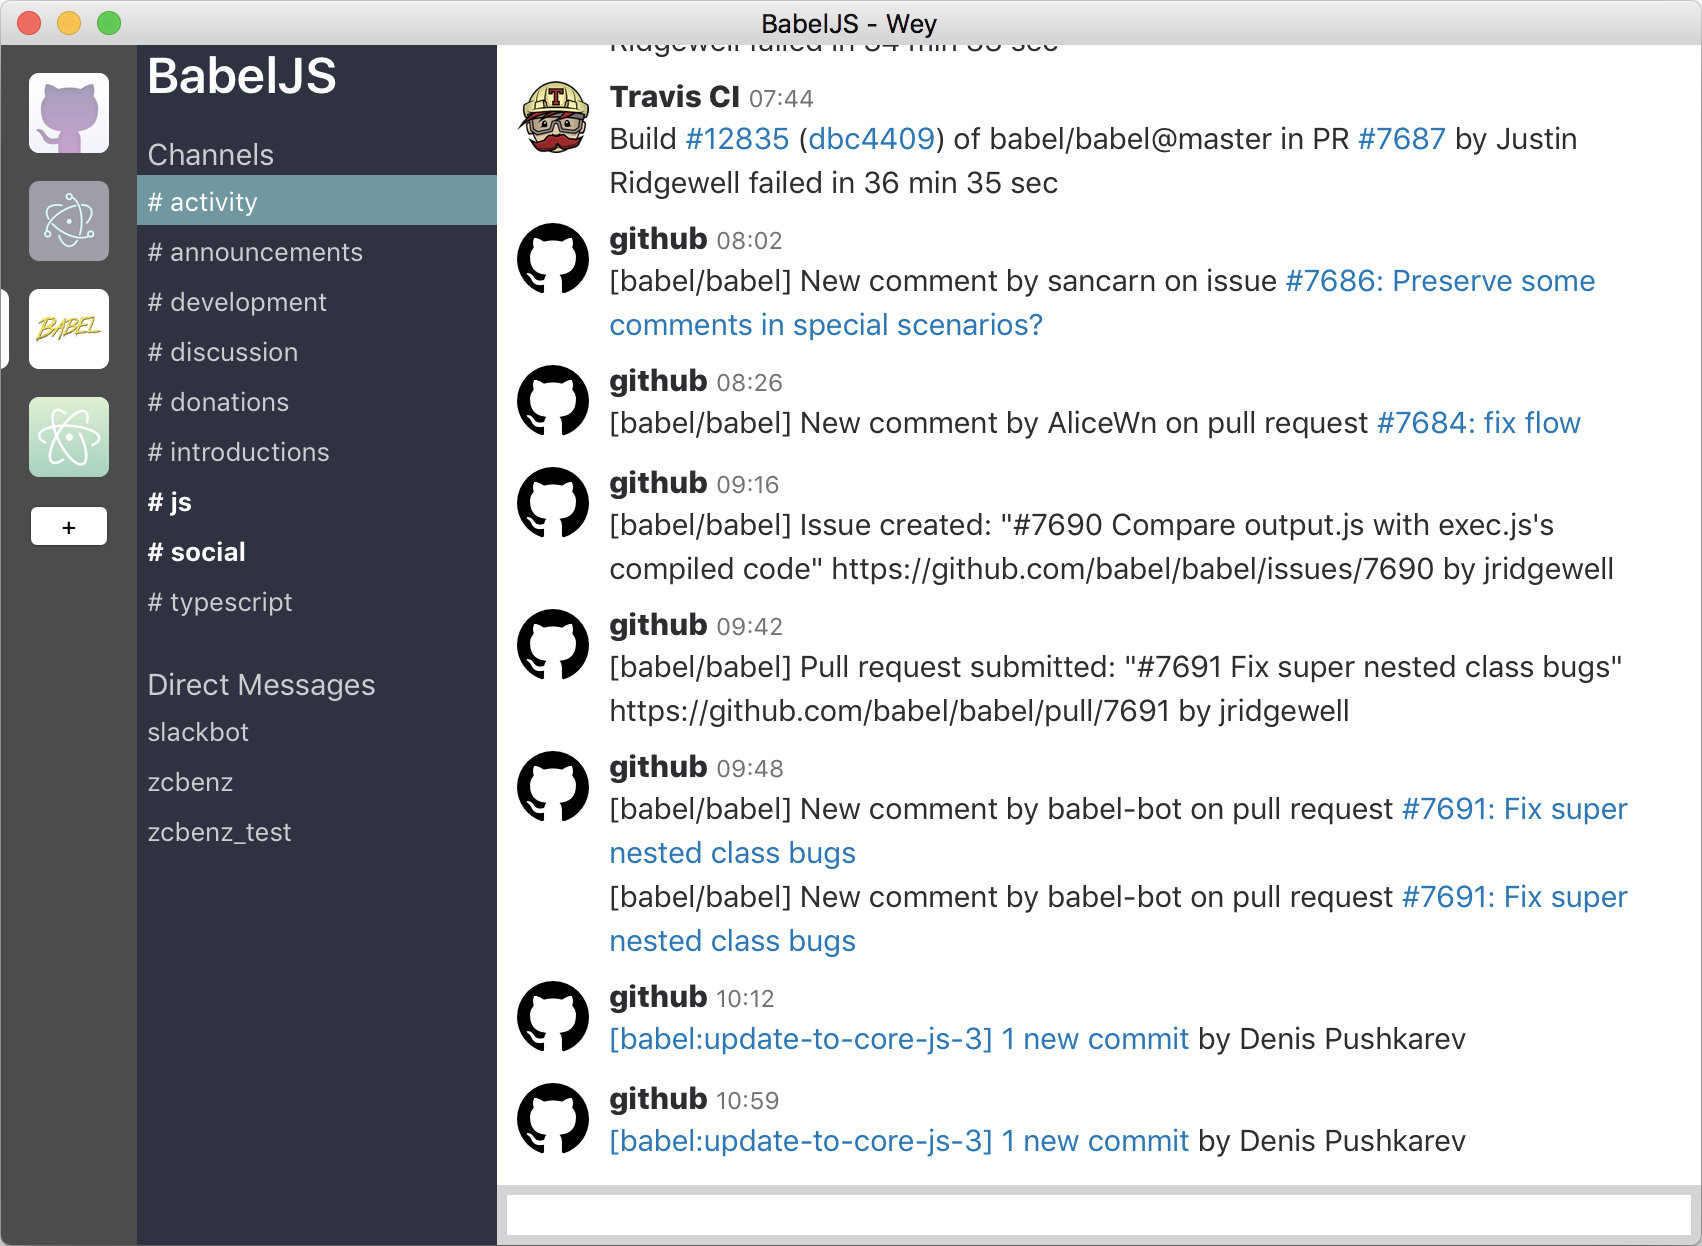 BabelJS - Wey
BabelJS
Channels
# activity
# announcements
# development
# discussion
# donations
# introductions
# js
# social
# typescript
Direct Messages
slackbot
zcbenz
zcbenz_test
BABEL
+
Ridgewell failed in 34 min 35 sec
Travis CI 07:44
Build #12835 (dbc4409) of babel/babel@master in PR #7687 by Justin
Ridgewell failed in 36 min 35 sec
github 08:02
[babel/babel] New comment by sancarn on issue #7686: Preserve some
comments in special scenarios?
github 08:26
[babel/babel] New comment by AliceWn on pull request #7684: fix flow
github 09:16
[babel/babel] Issue created: "#7690 Compare output.js with exec.js's
compiled code" https://github.com/babel/babel/issues/7690 by jridgewell
github 09:42
[babel/babel] Pull request submitted: "#7691 Fix super nested class bugs"
https://github.com/babel/babel/pull/7691 by jridgewell
github 09:48
[babel/babel] New comment by babel-bot on pull request #7691: Fix super
nested class bugs
[babel/babel] New comment by babel-bot on pull request #7691: Fix super
nested class bugs
github 10:12
[babel:update-to-core-js-3] 1 new commit by Denis Pushkarev
github 10:59
[babel:update-to-core-js-3] 1 new commit by Denis Pushkarev